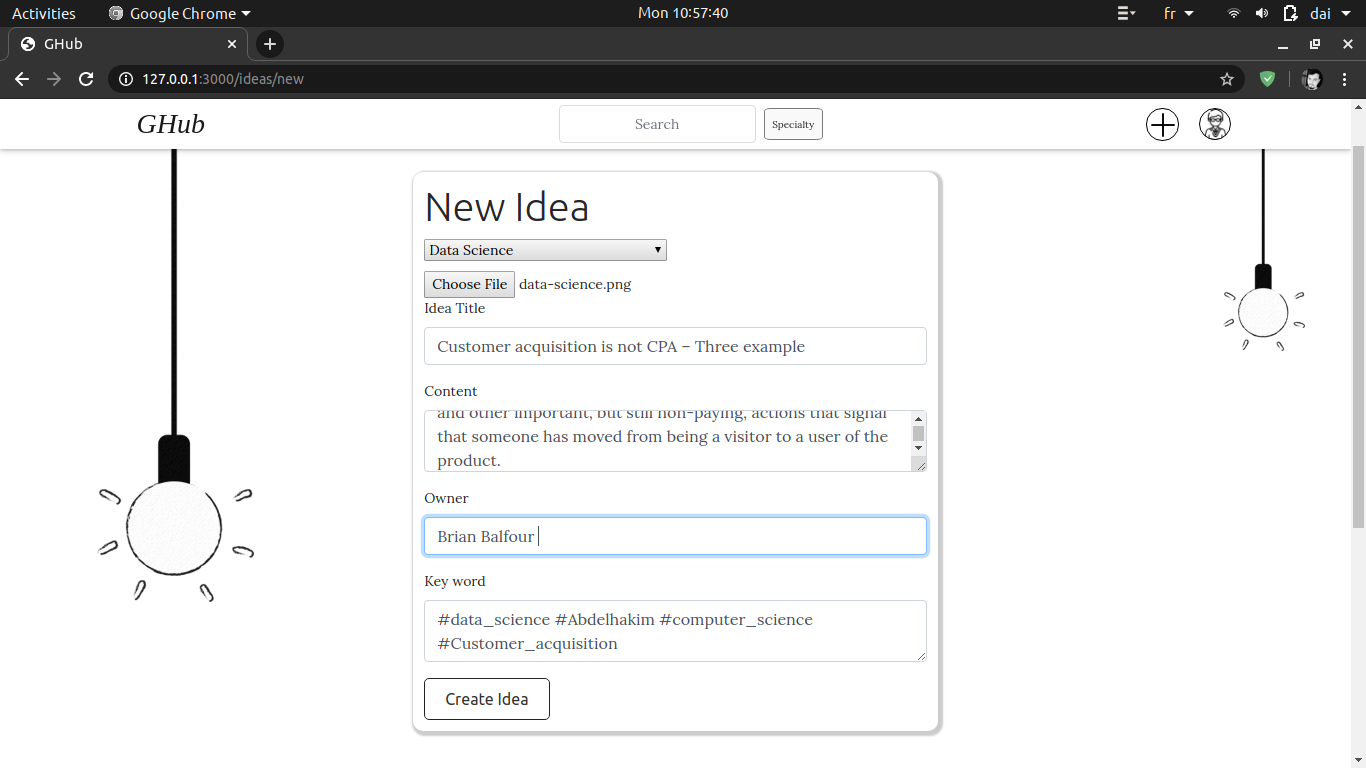 Activities Google Chrome Mon 10:57:40 fr dai
GHub
127.0.0.1:3000/ideas/new
GHub Search Specialty
New Idea
Data Science
Choose File data-science.png
Idea Title
Customer acquisition is not CPA – Three example
Content
and other important, but still non-paying, actions that signal
that someone has moved from being a visitor to a user of the
product.
Owner
Brian Balfour
Key word
#data_science #Abdelhakim #computer_science
#Customer_acquisition
Create Idea